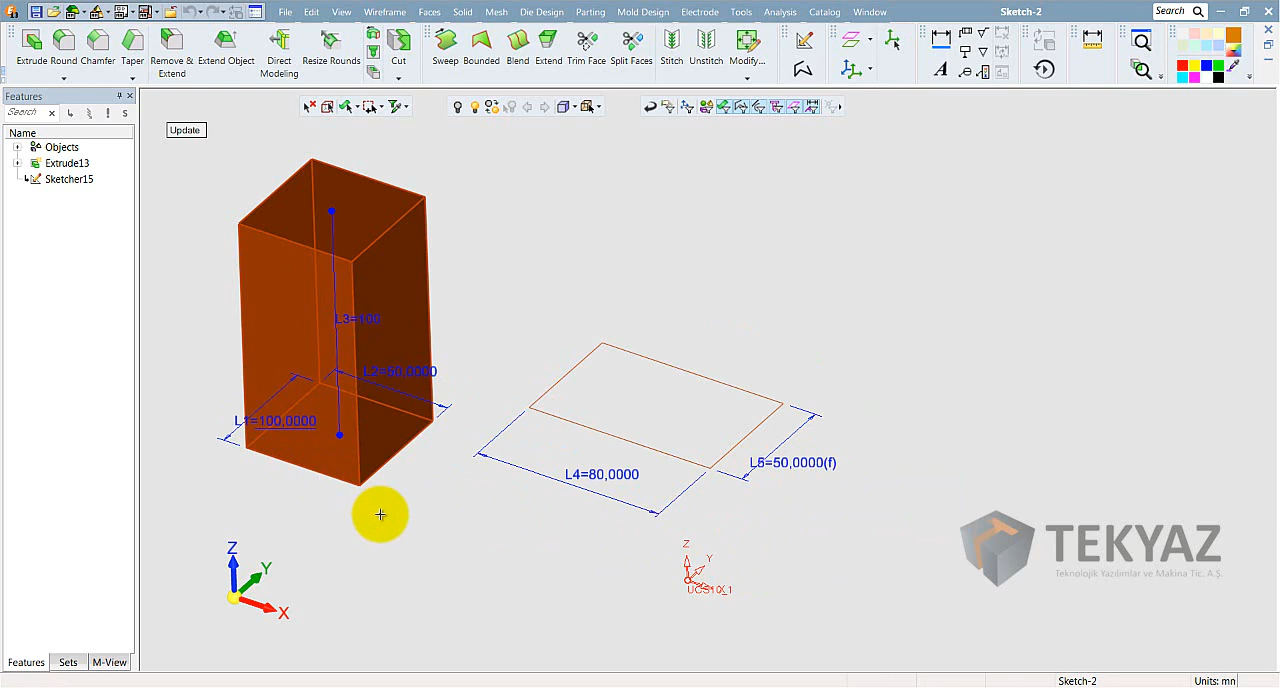 File Edit View Wireframe Faces Solid Mesh Die Design Parting Mold Design Electrode Tools Analysis Catalog Window Sketch-2 Search
Extrude Round Chamfer Taper Remove & Extend Extend Object Direct Modeling Resize Rounds Cut Sweep Boundary Blend Extend Trim Face Split Faces Stitch Unstitch Modify...
Features
Search
Name
Objects
Extrude13
Sketcher15
Update
L3=100
L2=50,0000
L1=100,0000
L4=80,0000
L5=50,0000(f)
Z
Y
X
Z
Y
TEKYAZ
Teknolojik Yazılımlar ve Makina Tic. A.Ş.
Features Sets M-View
Sketch-2 Units: mn